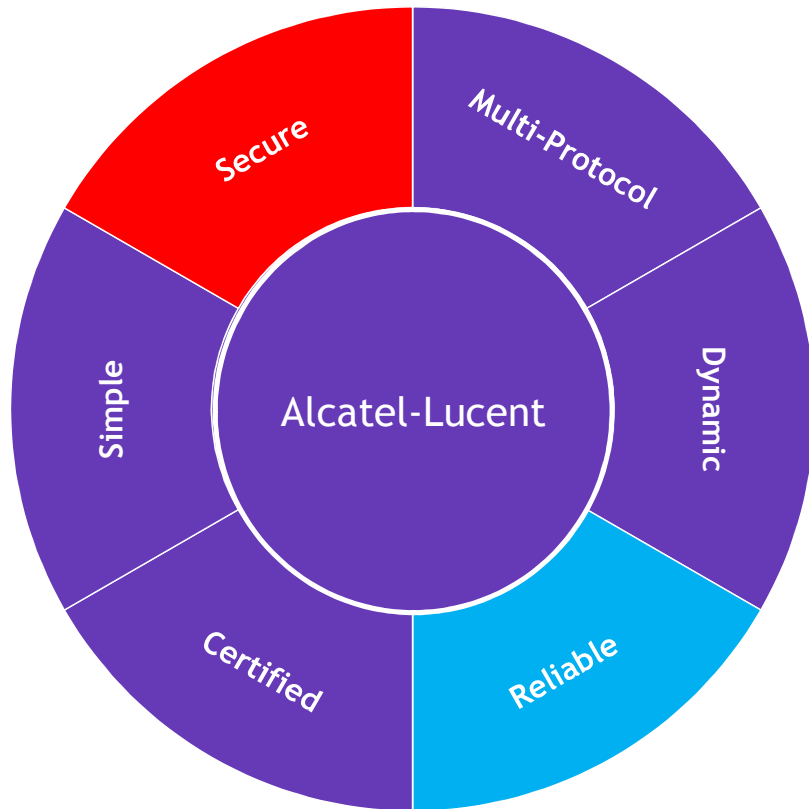 Secure
Multi-Protocol
Simple
Alcatel-Lucent
Dynamic
Certified
Reliable